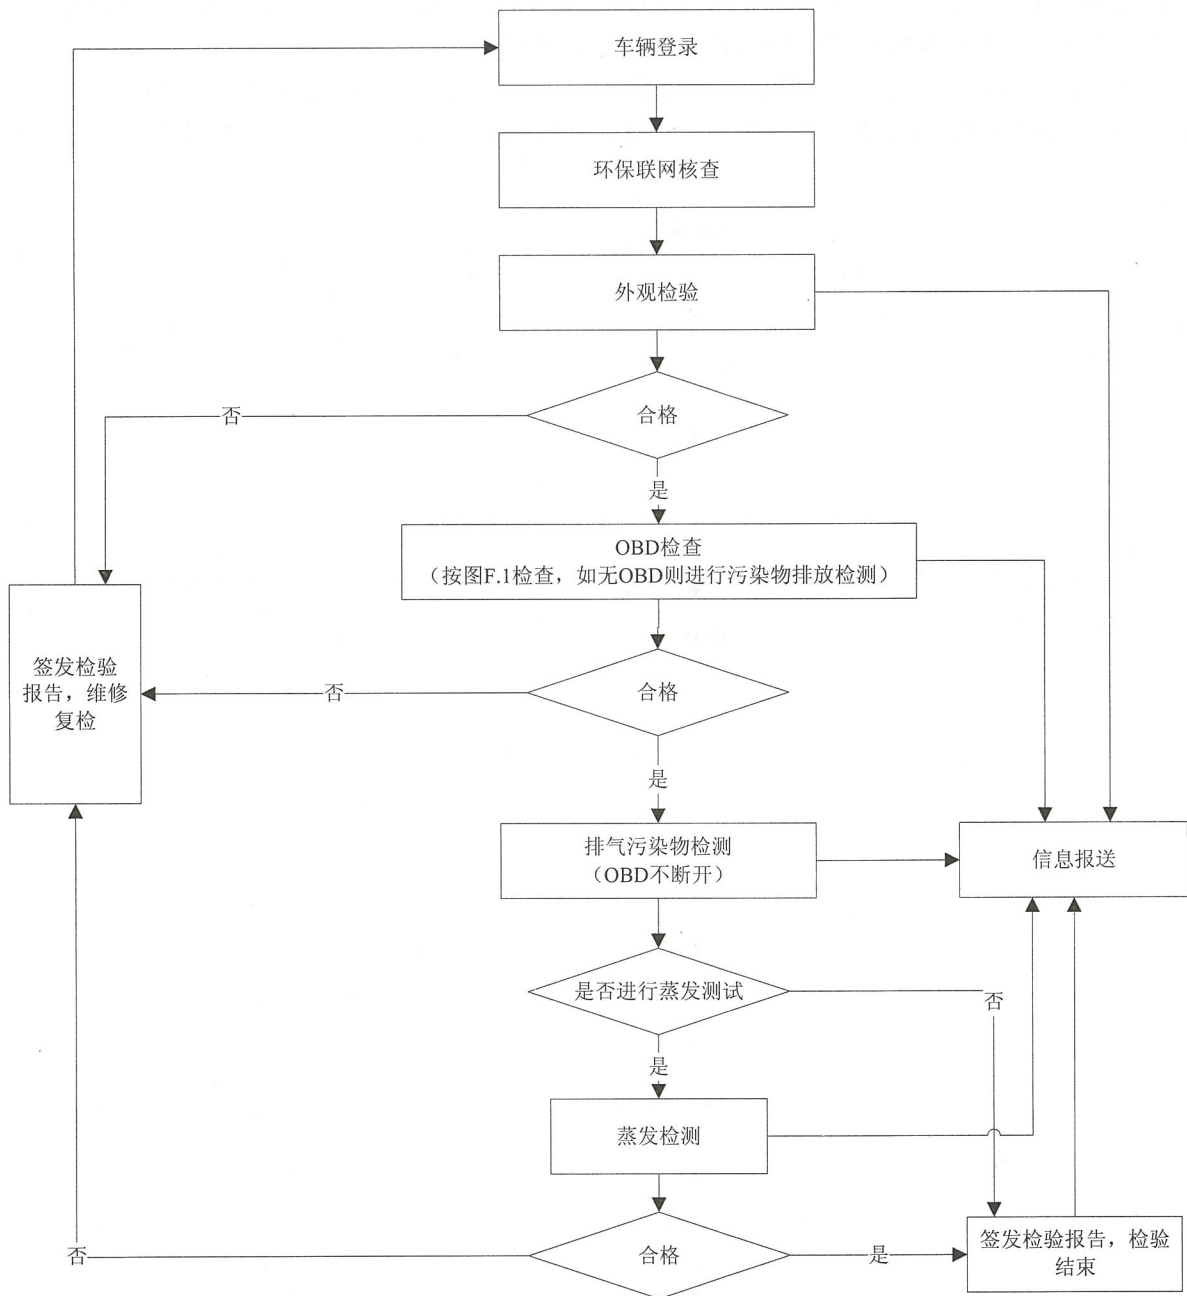 车辆登录
环保联网核查
外观检验
合格
否
是
OBD检查
（按图F.1检查，如无OBD则进行污染物排放检测）
签发检验
报告，维修
复检
否
合格
是
排气污染物检测
（OBD不断开）
信息报送
是否进行蒸发测试
否
是
蒸发检测
否
合格
是
签发检验报告，检验
结束